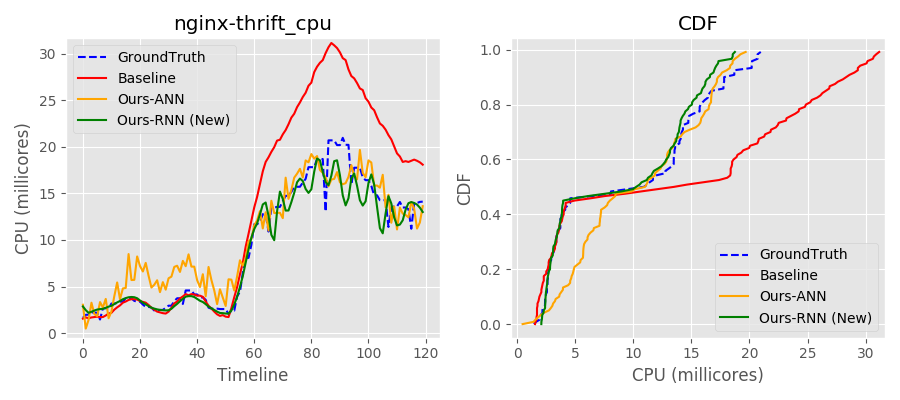 nginx-thrift_cpu
CPU (millicores)
30
25
20
15
10
5
0
GroundTruth
Baseline
Ours-ANN
Ours-RNN (New)
0 20 40 60 80 100 120
Timeline
CDF
CDF
1.0
0.8
0.6
0.4
0.2
0.0
GroundTruth
Baseline
Ours-ANN
Ours-RNN (New)
0 5 10 15 20 25 30
CPU (millicores)